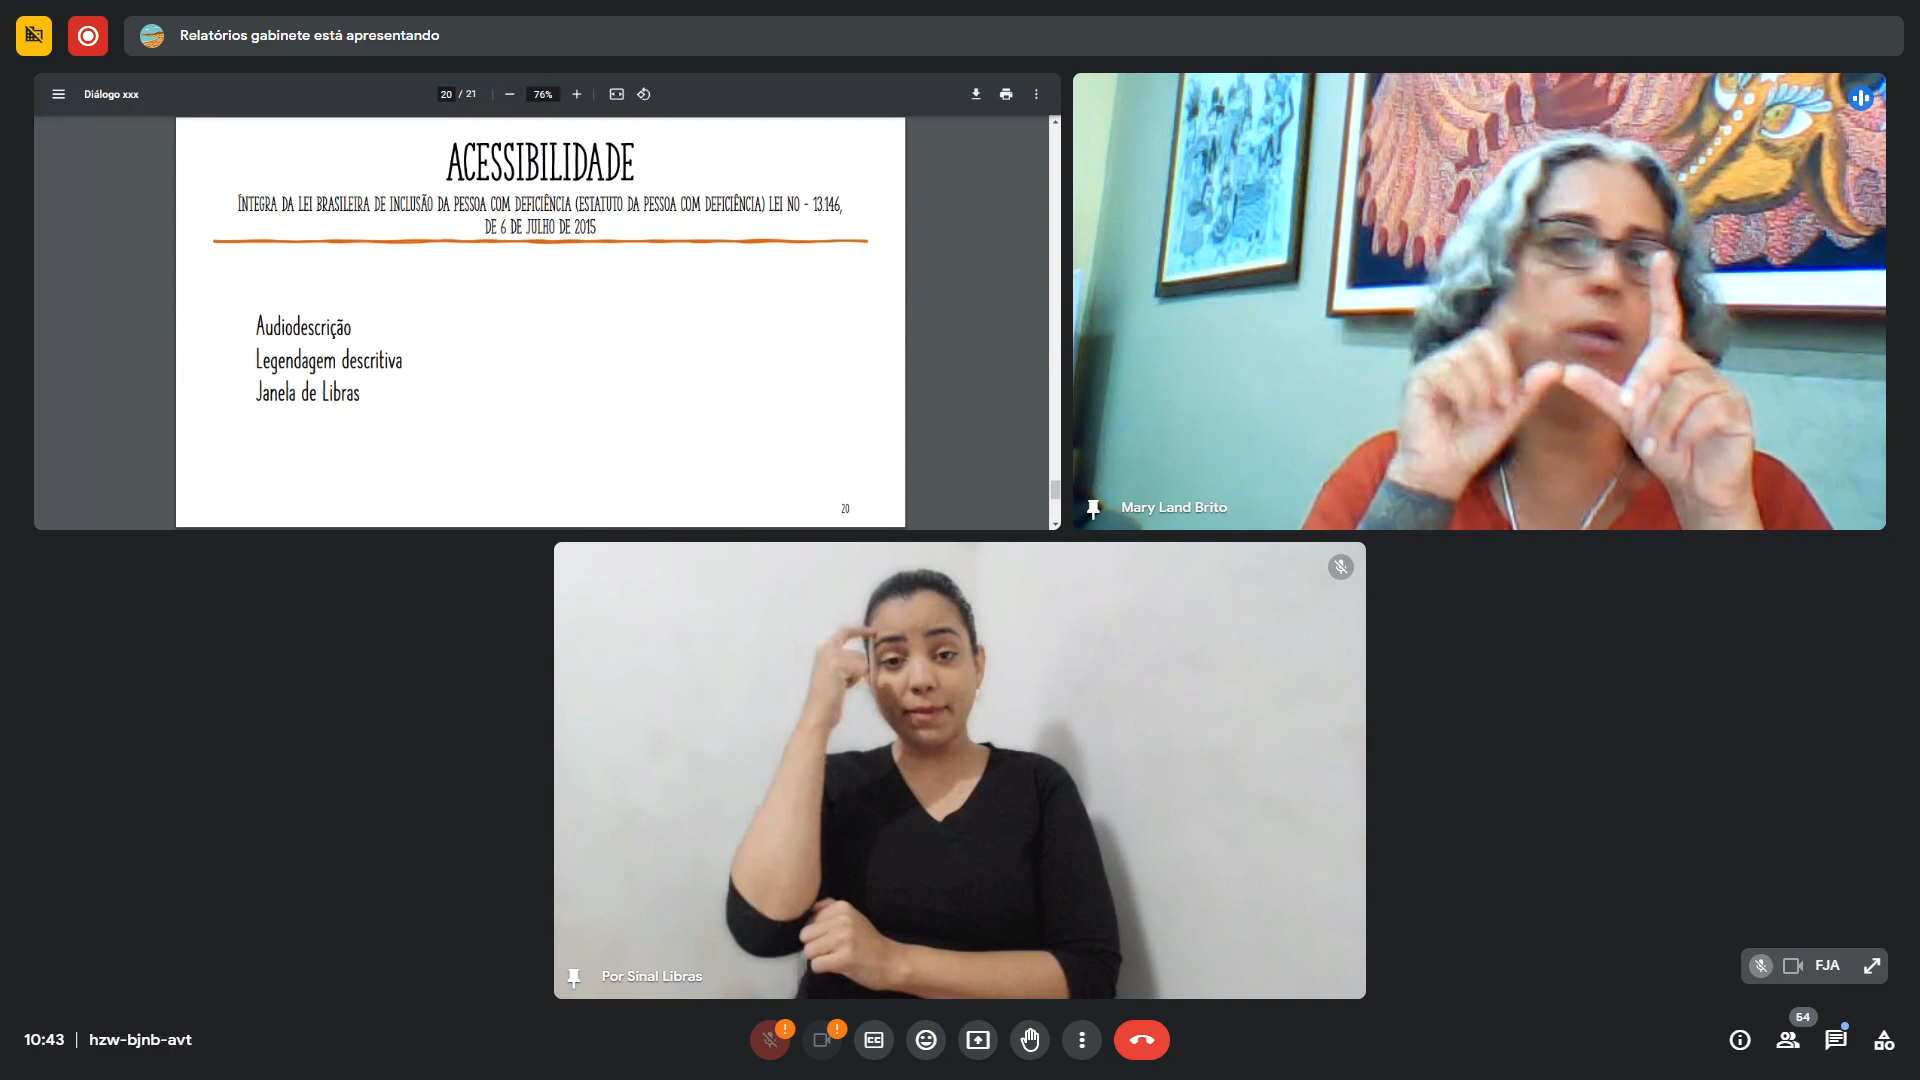 Relatórios gabinete está apresentando
Diálogo xxx
20 / 21
76%
ACESSIBILIDADE
ÍNTEGRA DA LEI BRASILEIRA DE INCLUSÃO DA PESSOA COM DEFICIÊNCIA (ESTATUTO DA PESSOA COM DEFICIÊNCIA) LEI NO - 13.146,
DE 6 DE JULHO DE 2015
Audiodescrição
Legendagem descritiva
Janela de Libras
20
Mary Land Brito
Por Sinal Libras
FJA
54
10:43 | hzw-bjnb-avt